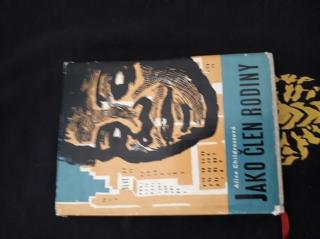 Alice Childressová
JAKO ČLEN RODINY